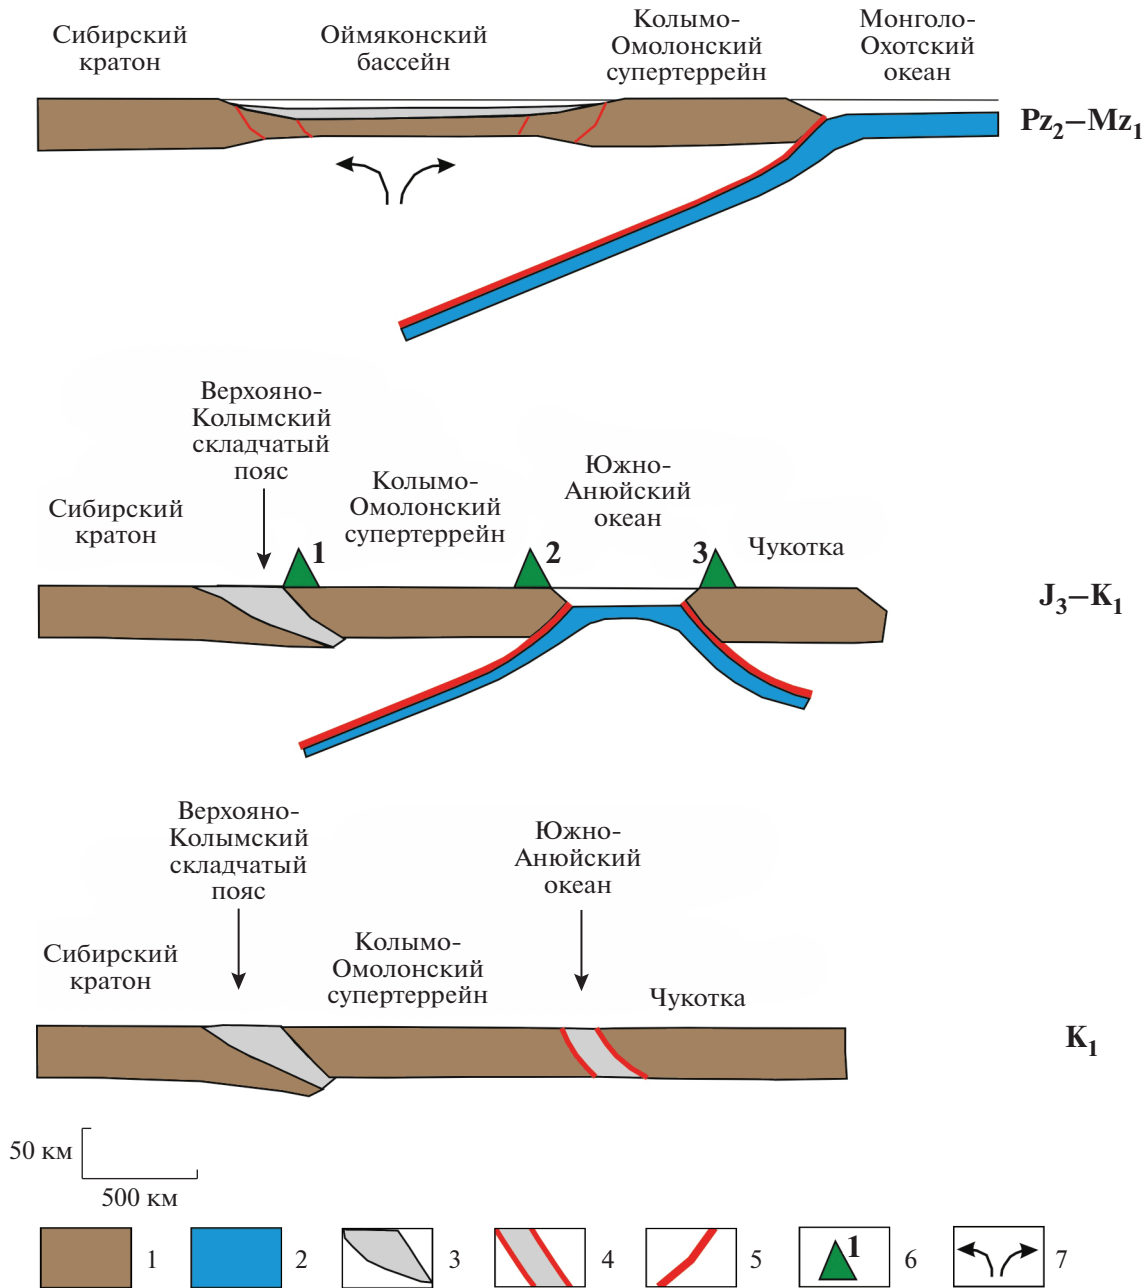 Сибирский
кратон
Оймяконский
бассейн
Колымо-
Омолонский
супертеррейн
Монголо-
Охотский
океан
Pz₂–Mz₁
Верхояно-
Колымский
складчатый
пояс
Сибирский
кратон
Колымо-
Омолонский
супертеррейн
Южно-
Анюйский
океан
Чукотка
1
2
3
J₃–K₁
Верхояно-
Колымский
складчатый
пояс
Южно-
Анюйский
океан
Сибирский
кратон
Колымо-
Омолонский
супертеррейн
Чукотка
K₁
50 км
500 км
1
2
3
4
5
1
6
7